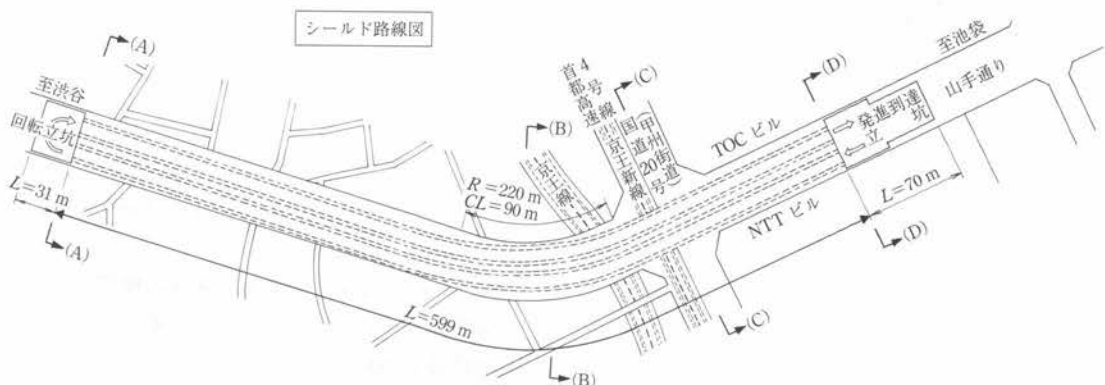 シールド路線図
(A)
至渋谷
回転立坑
L=31 m
(A)
(B)
京王線
R=220 m
CL=90 m
首都高速
4号線
(C)
京王新線
国道20号
(甲州街道)
TOC ビル
(D)
至池袋
山手通り
発進到達
立坑
L=70 m
(D)
NTT ビル
(C)
L=599 m
(B)